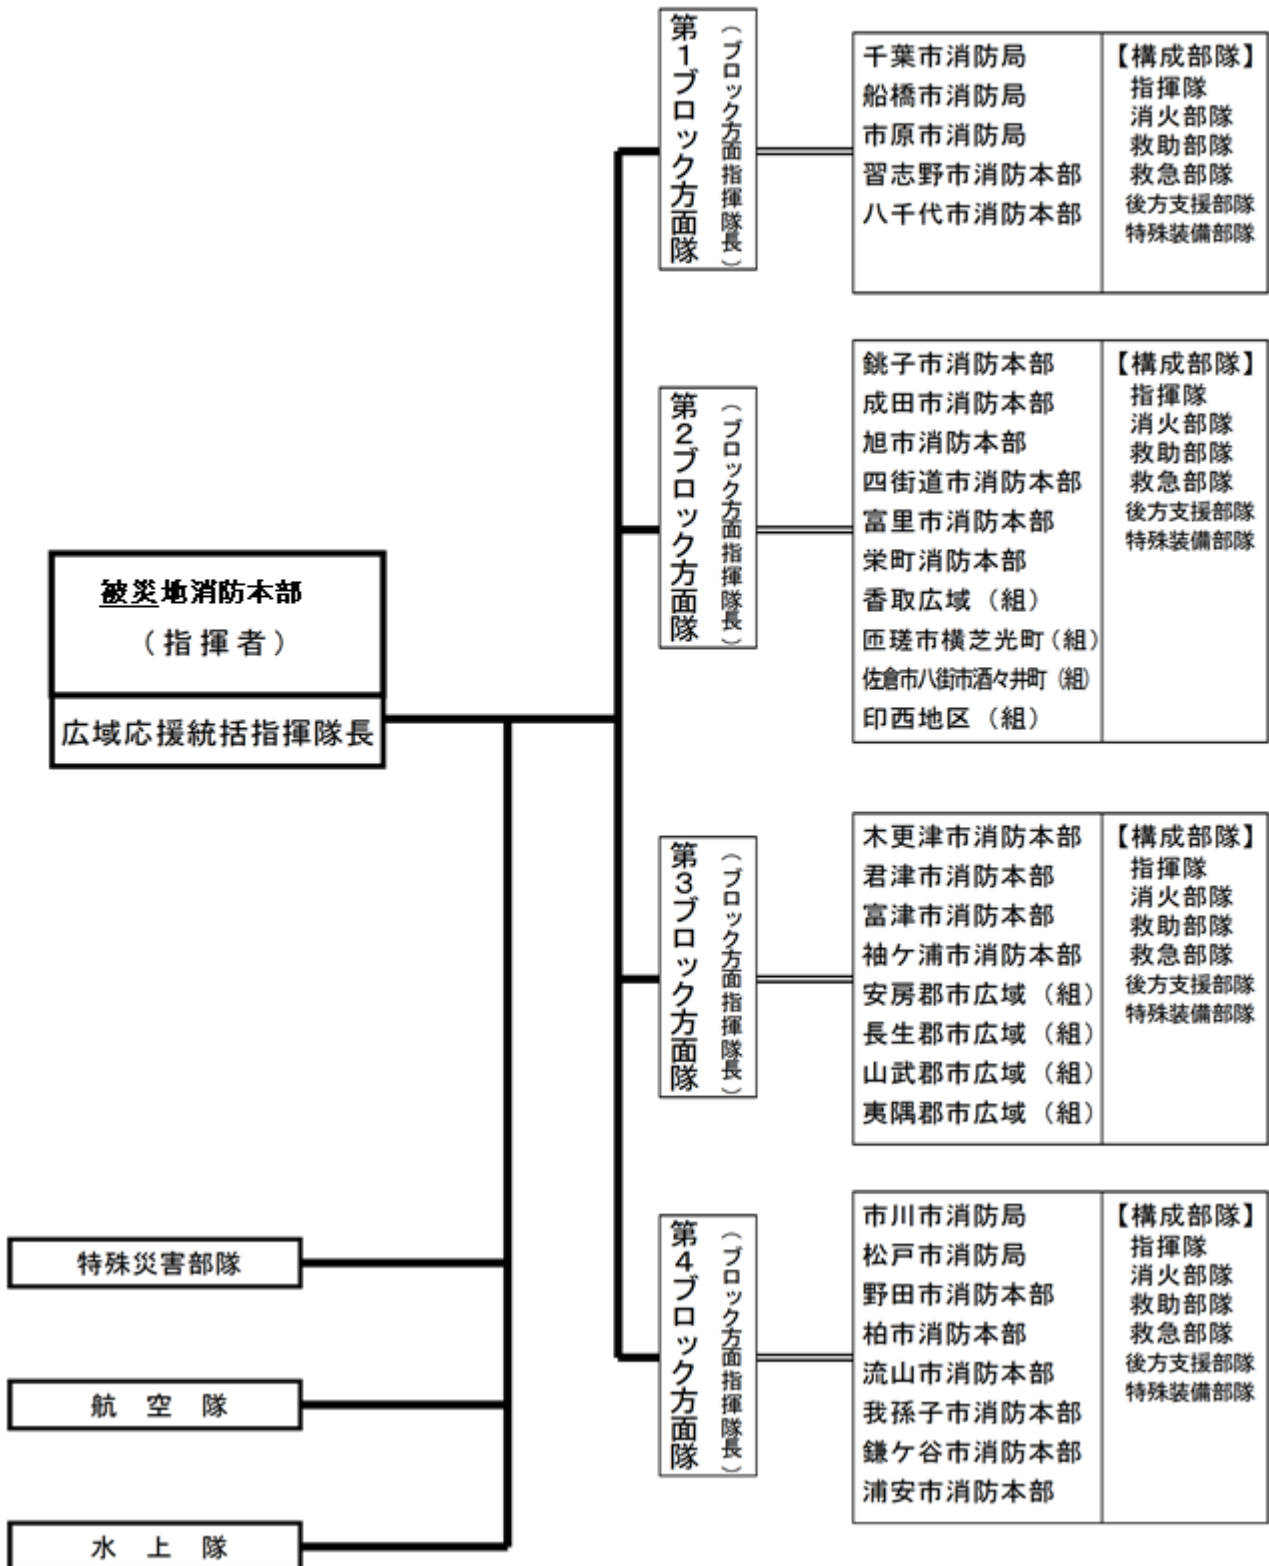 被災地消防本部
（指揮者）
広域応援統括指揮隊長
特殊災害部隊
航　空　隊
水　上　隊
第１ブロック方面隊
（ブロック方面指揮隊長）
千葉市消防局
船橋市消防局
市原市消防局
習志野市消防本部
八千代市消防本部
【構成部隊】
指揮隊
消火部隊
救助部隊
救急部隊
後方支援部隊
特殊装備部隊
第２ブロック方面隊
（ブロック方面指揮隊長）
銚子市消防本部
成田市消防本部
旭市消防本部
四街道市消防本部
富里市消防本部
栄町消防本部
香取広域（組）
匝瑳市横芝光町（組）
佐倉市八街市酒々井町（組）
印西地区（組）
【構成部隊】
指揮隊
消火部隊
救助部隊
救急部隊
後方支援部隊
特殊装備部隊
第３ブロック方面隊
（ブロック方面指揮隊長）
木更津市消防本部
君津市消防本部
富津市消防本部
袖ケ浦市消防本部
安房郡市広域（組）
長生郡市広域（組）
山武郡市広域（組）
夷隅郡市広域（組）
【構成部隊】
指揮隊
消火部隊
救助部隊
救急部隊
後方支援部隊
特殊装備部隊
第４ブロック方面隊
（ブロック方面指揮隊長）
市川市消防局
松戸市消防局
野田市消防本部
柏市消防本部
流山市消防本部
我孫子市消防本部
鎌ケ谷市消防本部
浦安市消防本部
【構成部隊】
指揮隊
消火部隊
救助部隊
救急部隊
後方支援部隊
特殊装備部隊